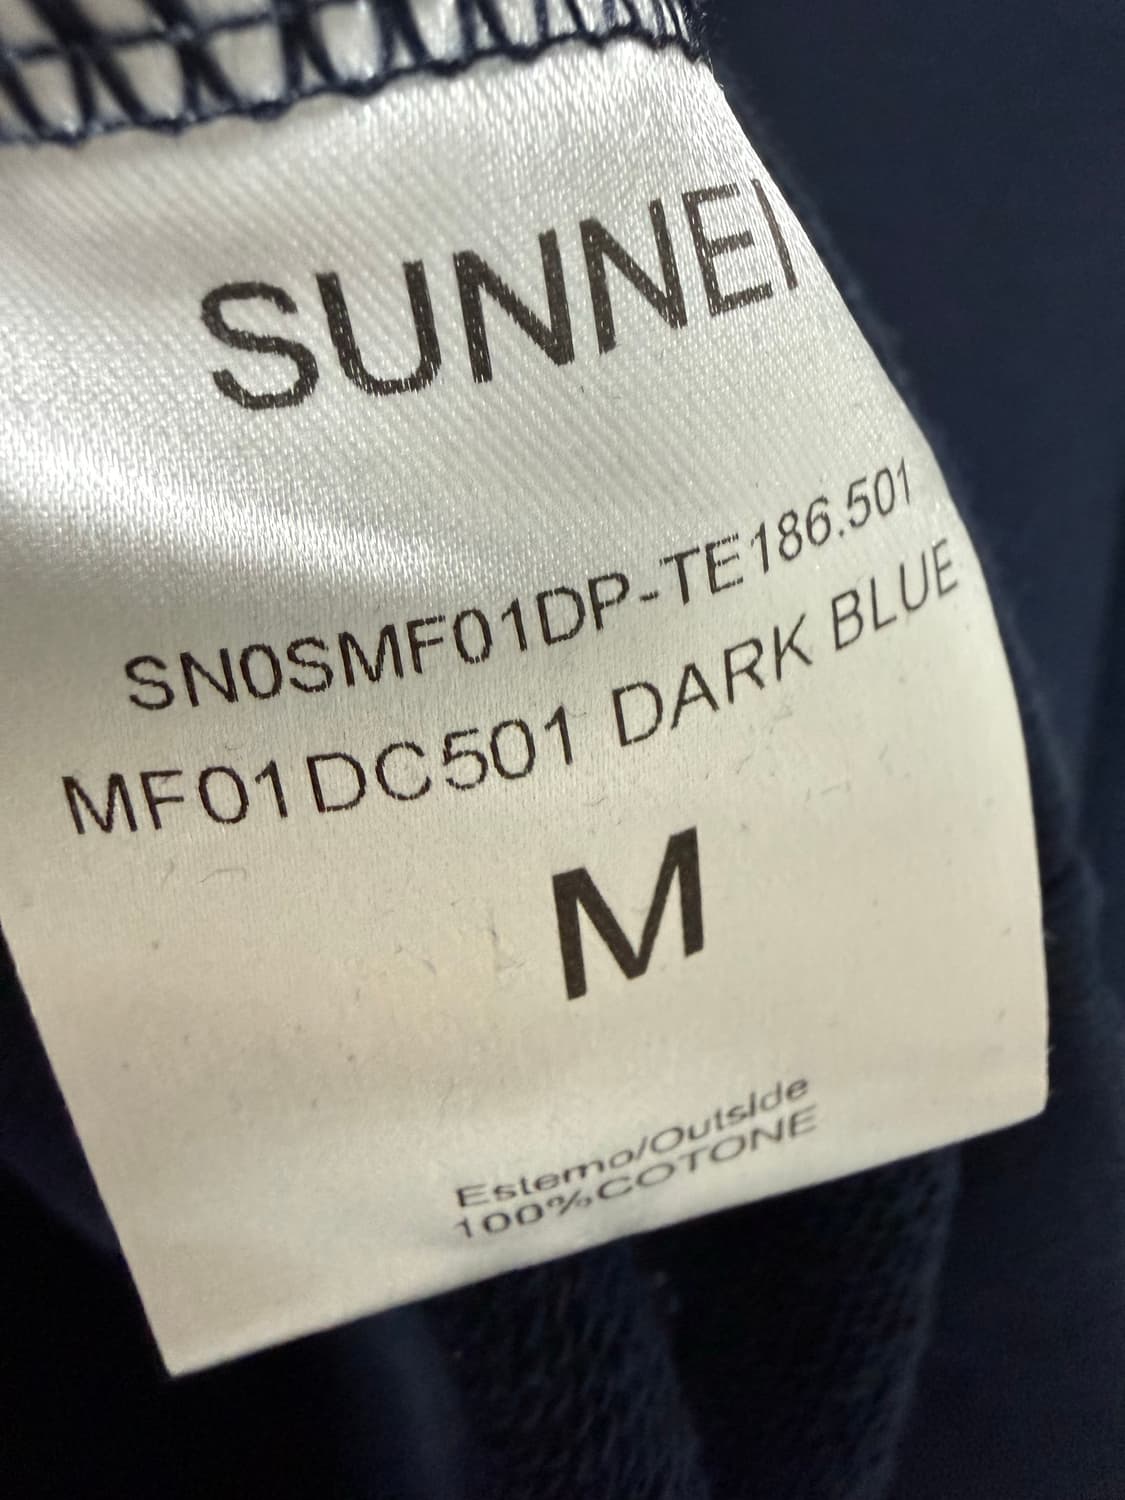 SUNNEI
SN0SMF01DP-TE186.501
MF01DC501 DARK BLUE
M
Esterno/Outside
100%COTONE